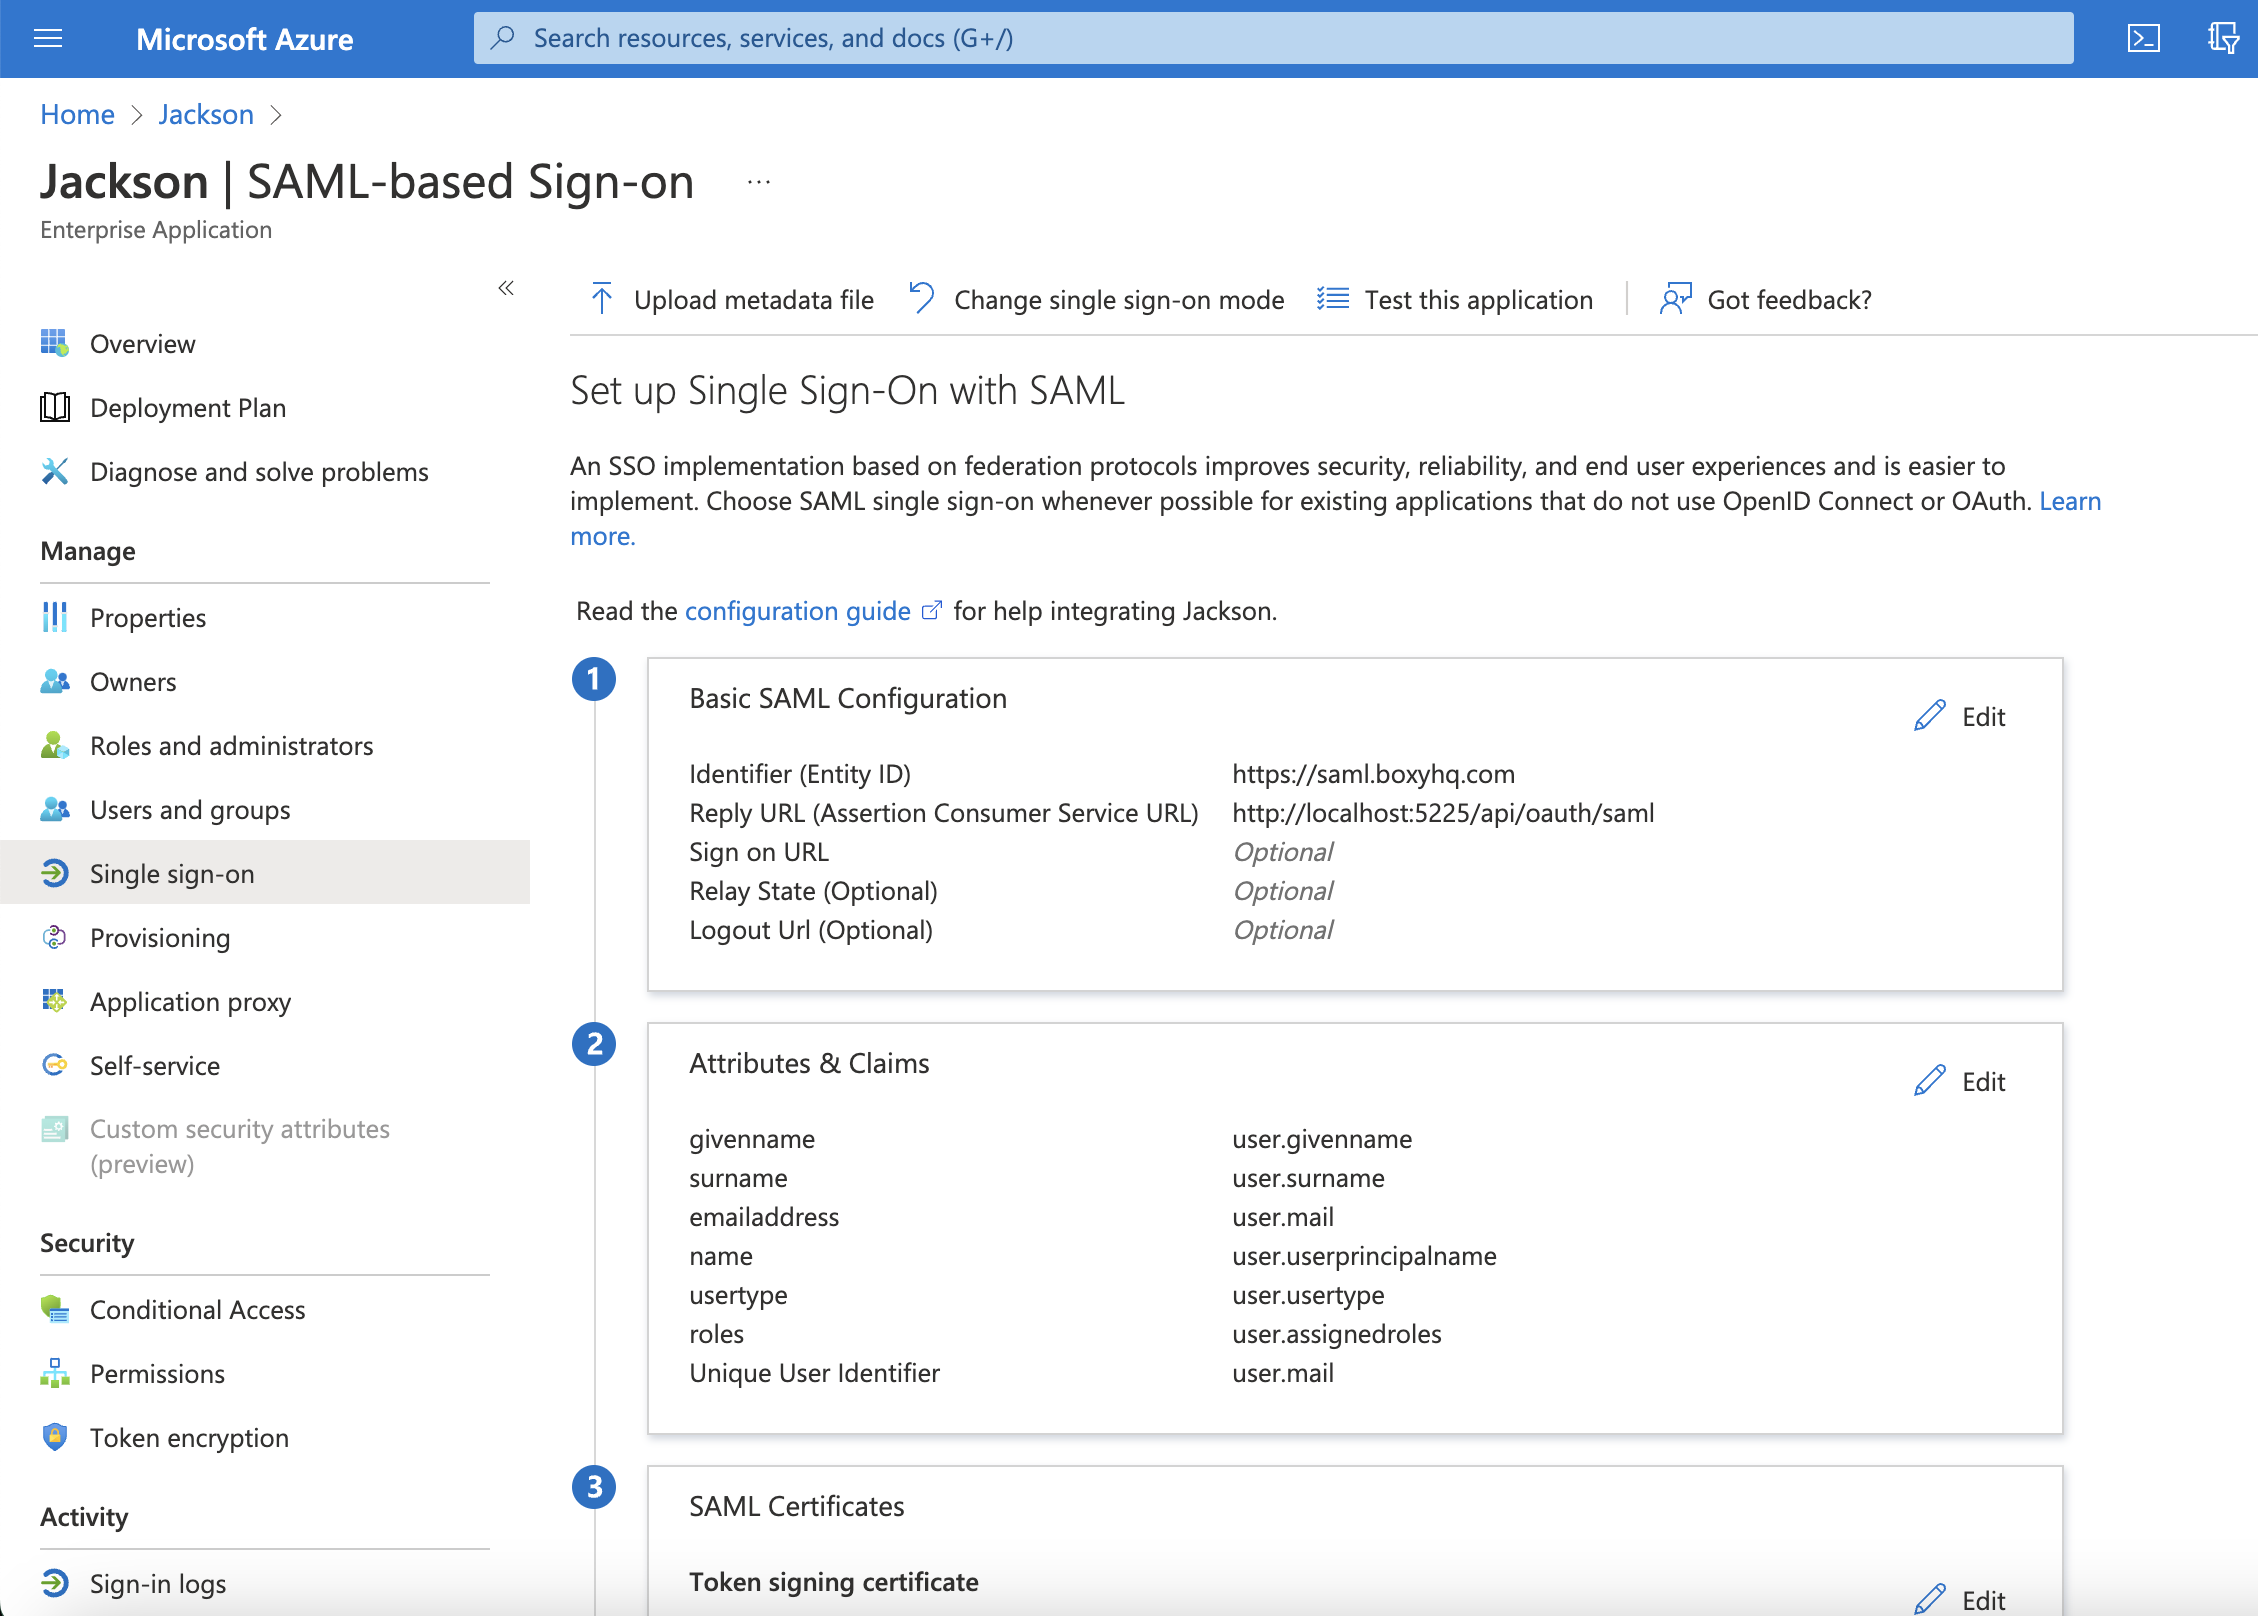 Microsoft Azure
Search resources, services, and docs (G+/)
Home > Jackson >
Jackson | SAML-based Sign-on ...
Enterprise Application
«
Overview
Deployment Plan
Diagnose and solve problems
Manage
Properties
Owners
Roles and administrators
Users and groups
Single sign-on
Provisioning
Application proxy
Self-service
Custom security attributes
(preview)
Security
Conditional Access
Permissions
Token encryption
Activity
Sign-in logs
Upload metadata file Change single sign-on mode Test this application Got feedback?
Set up Single Sign-On with SAML
An SSO implementation based on federation protocols improves security, reliability, and end user experiences and is easier to
implement. Choose SAML single sign-on whenever possible for existing applications that do not use OpenID Connect or OAuth. Learn
more.
Read the configuration guide for help integrating Jackson.
1
Basic SAML Configuration
Edit
Identifier (Entity ID) https://saml.boxyhq.com
Reply URL (Assertion Consumer Service URL) http://localhost:5225/api/oauth/saml
Sign on URL Optional
Relay State (Optional) Optional
Logout Url (Optional) Optional
2
Attributes & Claims
Edit
givenname user.givenname
surname user.surname
emailaddress user.mail
name user.userprincipalname
usertype user.usertype
roles user.assignedroles
Unique User Identifier user.mail
3
SAML Certificates
Token signing certificate
Edit